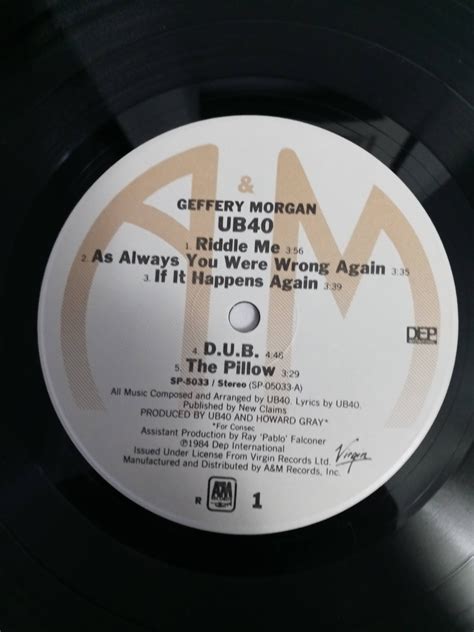 &
A M
GEFFERY MORGAN
UB40
1. Riddle Me 3:56
2. As Always You Were Wrong Again 3:35
3. If It Happens Again 3:39
DEP
4. D.U.B. 4:46
5. The Pillow 3:29
SP-5033 / Stereo (SP-05033-A)
All Music Composed and Arranged by UB40. Lyrics by UB40.
Published by New Claims
PRODUCED BY UB40 AND HOWARD GRAY*
*For Consec
Assistant Production by Ray 'Pablo' Falconer
℗1984 Dep International
Issued Under License From Virgin Records Ltd.
Manufactured and Distributed by A&M Records, Inc.
Virgin
R A&M 1